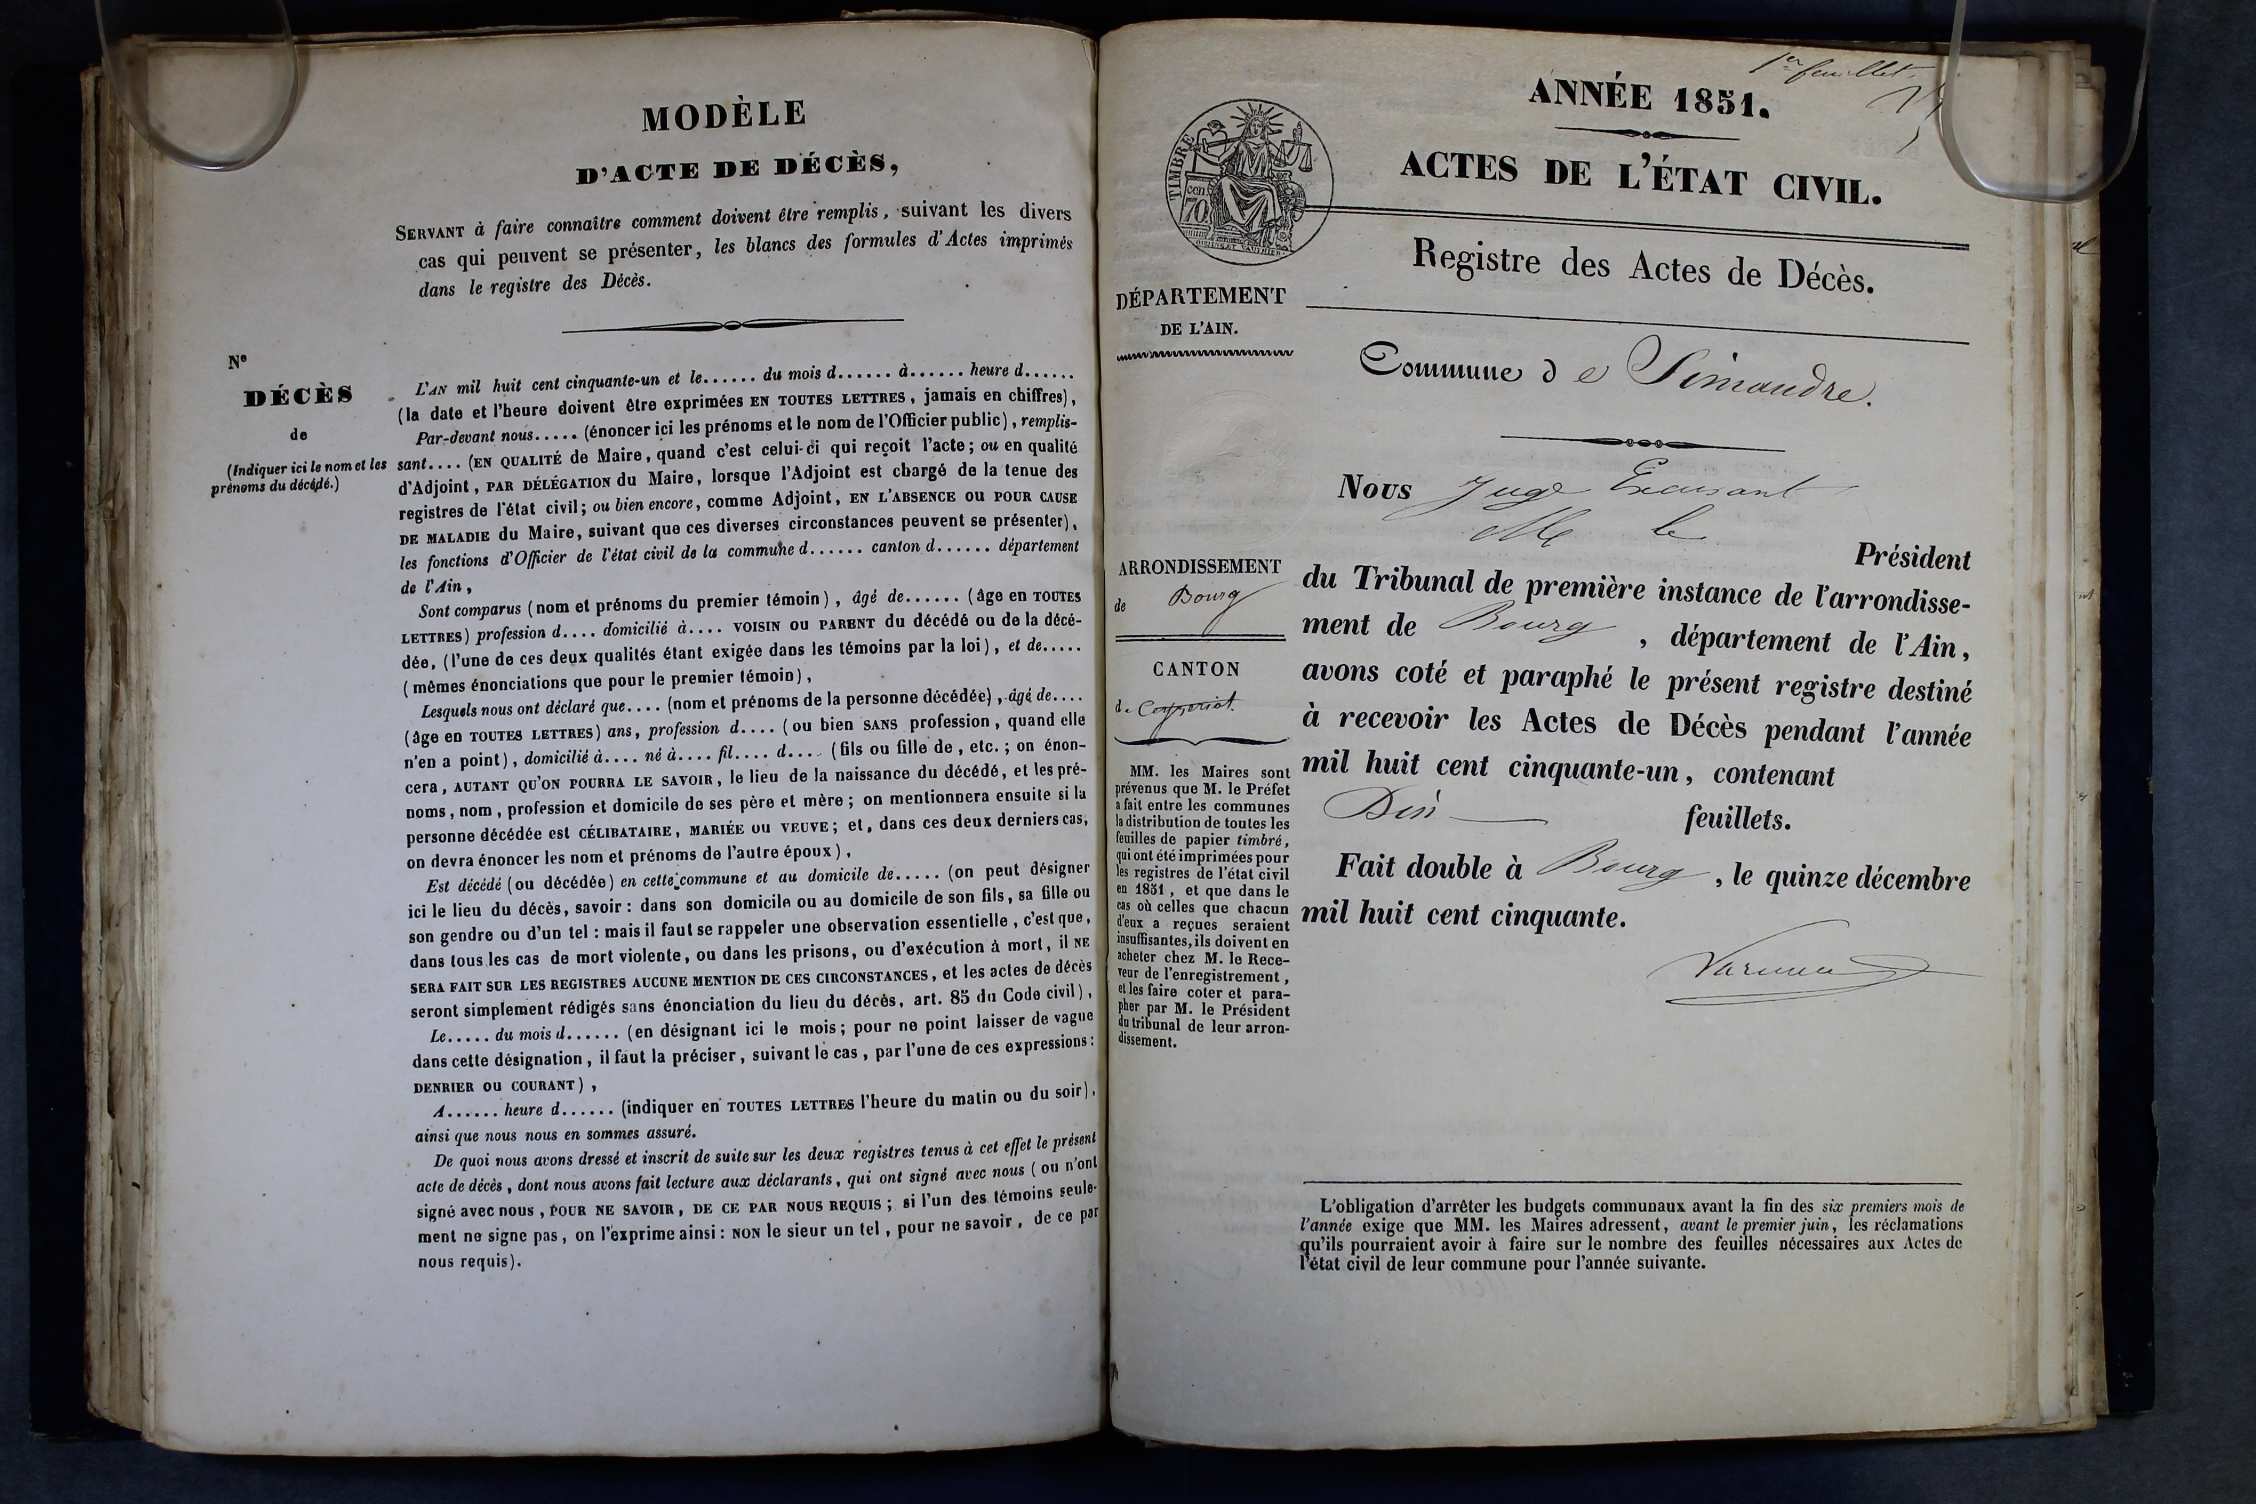 MODÈLE
D'ACTE DE DÉCÈS,
SERVANT à faire connaître comment doivent être remplis, suivant les divers
cas qui peuvent se présenter, les blancs des formules d'Actes imprimés
dans le registre des Décès.
N°
DÉCÈS
de
(Indiquer ici le nom et les
prénoms du décédé.)
L'AN mil huit cent cinquante-un et le...... du mois d...... à...... heure d......
(la date et l'heure doivent être exprimées EN TOUTES LETTRES, jamais en chiffres),
Par-devant nous..... (énoncer ici les prénoms et le nom de l'Officier public), remplis-
sant.... (EN QUALITÉ de Maire, quand c'est celui-ci qui reçoit l'acte; ou en qualité
d'Adjoint, PAR DÉLÉGATION du Maire, lorsque l'Adjoint est chargé de la tenue des
registres de l'état civil; ou bien encore, comme Adjoint, EN L'ABSENCE OU POUR CAUSE
DE MALADIE du Maire, suivant que ces diverses circonstances peuvent se présenter),
les fonctions d'Officier de l'état civil de la commune d...... canton d...... département
de l'Ain,
Sont comparus (nom et prénoms du premier témoin), âgé de...... (âge en TOUTES
LETTRES) profession d.... domicilié à.... VOISIN OU PARENT du décédé ou de la décé-
dée, (l'une de ces deux qualités étant exigée dans les témoins par la loi), et de.....
(mêmes énonciations que pour le premier témoin),
Lesquels nous ont déclaré que.... (nom et prénoms de la personne décédée), âgé de....
(âge en TOUTES LETTRES) ans, profession d.... (ou bien SANS profession, quand elle
n'en a point), domicilié à.... né à.... fil.... d.... (fils ou fille de, etc.; on énon-
cera, AUTANT QU'ON POURRA LE SAVOIR, le lieu de la naissance du décédé, et les pré-
noms, nom, profession et domicile de ses père et mère; on mentionnera ensuite si la
personne décédée est CÉLIBATAIRE, MARIÉE OU VEUVE; et, dans ces deux derniers cas,
on devra énoncer les nom et prénoms de l'autre époux),
Est décédé (ou décédée) en cette commune et au domicile de..... (on peut désigner
ici le lieu du décès, savoir: dans son domicile ou au domicile de son fils, sa fille ou
son gendre ou d'un tel: mais il faut se rappeler une observation essentielle, c'est que,
dans tous les cas de mort violente, ou dans les prisons, ou d'exécution à mort, il NE
SERA FAIT SUR LES REGISTRES AUCUNE MENTION DE CES CIRCONSTANCES, et les actes de décès
seront simplement rédigés sans énonciation du lieu du décès, art. 85 du Code civil),
Le..... du mois d...... (en désignant ici le mois; pour ne point laisser de vague
dans cette désignation, il faut la préciser, suivant le cas, par l'une de ces expressions:
DENRIER OU COURANT),
A...... heure d...... (indiquer en TOUTES LETTRES l'heure du matin ou du soir),
ainsi que nous nous en sommes assuré.
De quoi nous avons dressé et inscrit de suite sur les deux registres tenus à cet effet le présent
acte de décès, dont nous avons fait lecture aux déclarants, qui ont signé avec nous (ou n'ont
signé avec nous, POUR NE SAVOIR, DE CE PAR NOUS REQUIS; si l'un des témoins seule-
ment ne signe pas, on l'exprime ainsi: NON le sieur un tel, pour ne savoir, de ce par
nous requis).
1er feuillet
ANNÉE 1851.
ACTES DE L'ÉTAT CIVIL.
TIMBRE
70
cen
Registre des Actes de Décès.
DÉPARTEMENT
DE L'AIN.
Commune d e Simandre.
Nous Juge Excusant
Mr le
Président
du Tribunal de première instance de l'arrondisse-
ment de Bourg, département de l'Ain,
avons coté et paraphé le présent registre destiné
à recevoir les Actes de Décès pendant l'année
mil huit cent cinquante-un, contenant
Dix feuillets.
Fait double à Bourg, le quinze décembre
mil huit cent cinquante.
ARRONDISSEMENT
de Bourg
CANTON
de Ceyzeriat.
MM. les Maires sont
prévenus que M. le Préfet
a fait entre les communes
la distribution de toutes les
feuilles de papier timbré,
qui ont été imprimées pour
les registres de l'état civil
en 1851, et que dans le
cas où celles que chacun
d'eux a reçues seraient
insuffisantes, ils doivent en
acheter chez M. le Rece-
veur de l'enregistrement,
et les faire coter et para-
pher par M. le Président
du tribunal de leur arron-
dissement.
L'obligation d'arrêter les budgets communaux avant la fin des six premiers mois de
l'année exige que MM. les Maires adressent, avant le premier juin, les réclamations
qu'ils pourraient avoir à faire sur le nombre des feuilles nécessaires aux Actes de
l'état civil de leur commune pour l'année suivante.